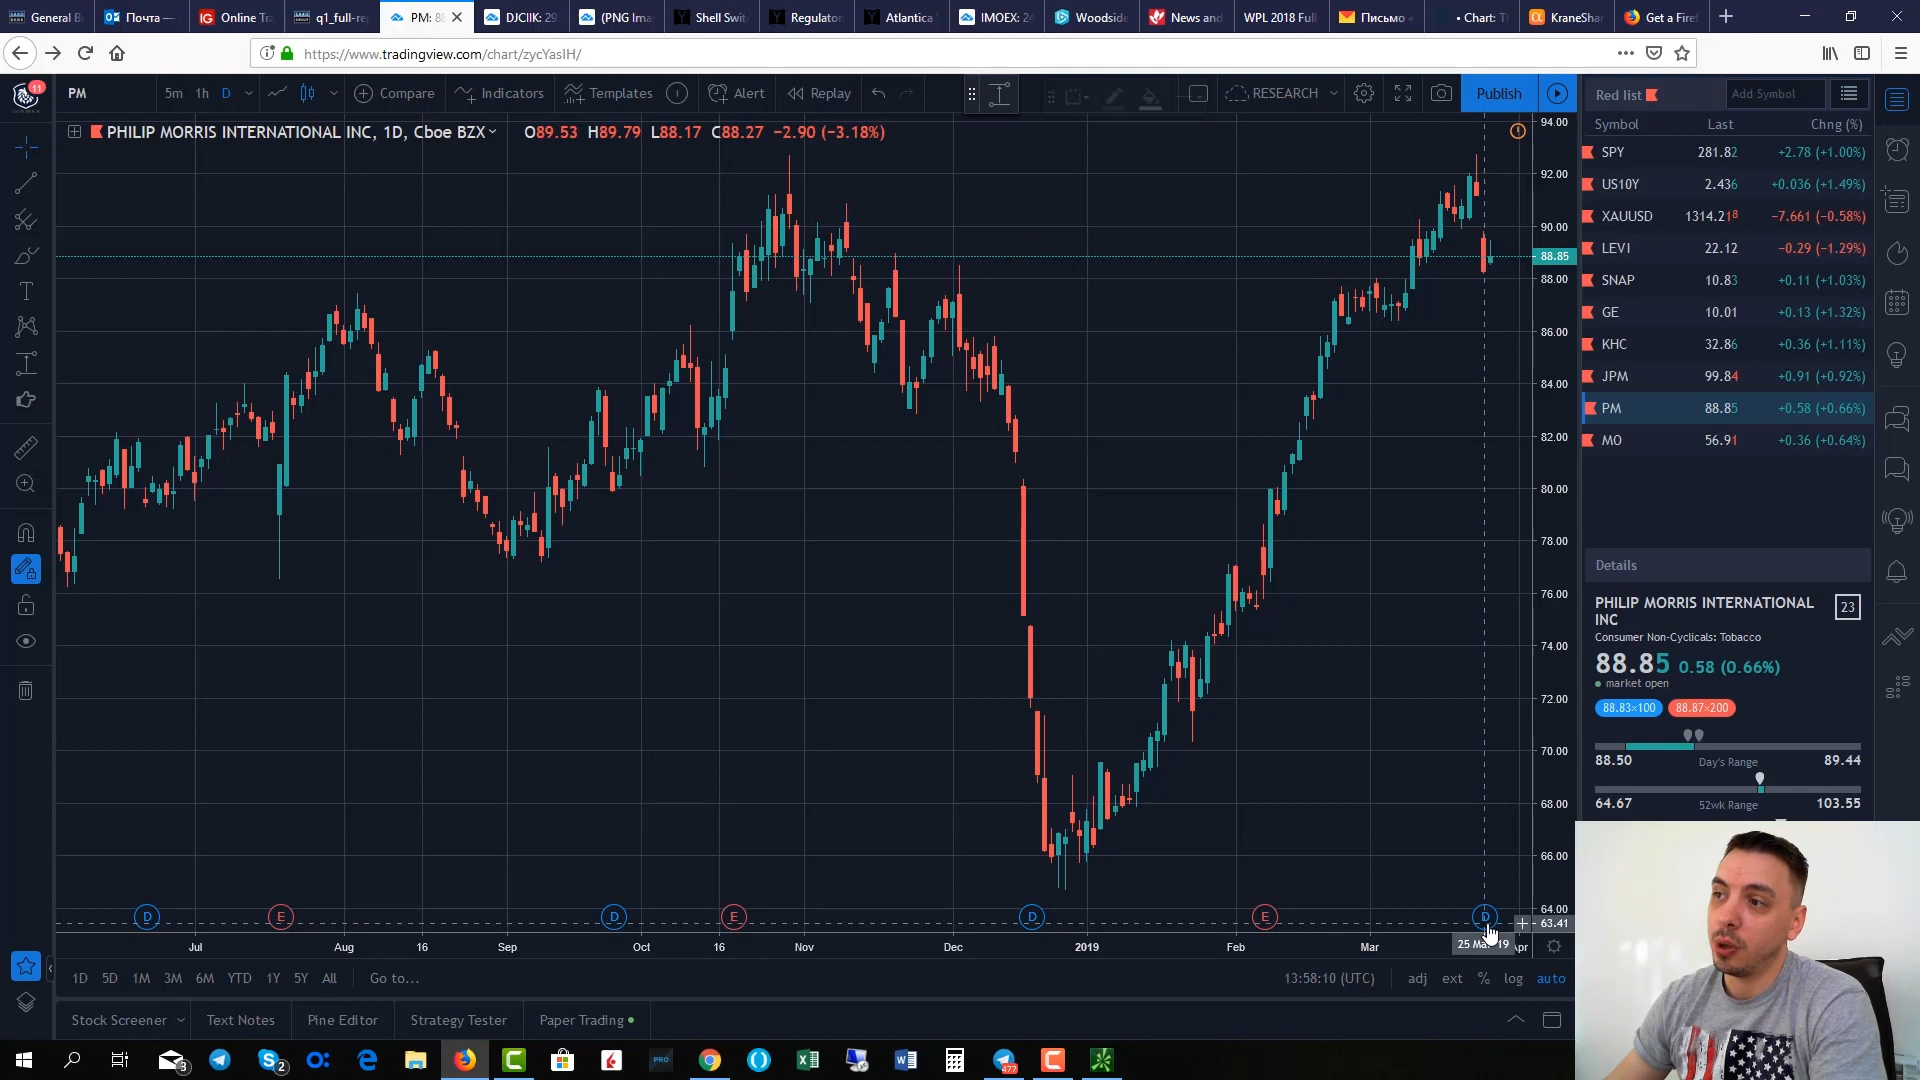 General B
Почта —
Online Tra
q1_full-re
PM: 88
DJCIIK: 29
(PNG Ima
Shell Swit
Regulator
Atlantica
IMOEX: 24
Woodside
News and
WPL 2018 Full
Письмо «
• Chart: T
KraneShar
Get a Firef
https://www.tradingview.com/chart/zycYasIH/
11
PM
5m
1h
D
Compare
Indicators
Templates
Alert
Replay
RESEARCH
Publish
Red list
Add Symbol
PHILIP MORRIS INTERNATIONAL INC, 1D, Cboe BZX
O89.53 H89.79 L88.17 C88.27 −2.90 (−3.18%)
Symbol Last Chng (%)
SPY 281.82 +2.78 (+1.00%)
US10Y 2.436 +0.036 (+1.49%)
XAUUSD 1314.218 −7.661 (−0.58%)
LEVI 22.12 −0.29 (−1.29%)
SNAP 10.83 +0.11 (+1.03%)
GE 10.01 +0.13 (+1.32%)
KHC 32.86 +0.36 (+1.11%)
JPM 99.84 +0.91 (+0.92%)
PM 88.85 +0.58 (+0.66%)
MO 56.91 +0.36 (+0.64%)
94.00
92.00
90.00
88.85
88.00
86.00
84.00
82.00
80.00
78.00
76.00
74.00
72.00
70.00
68.00
66.00
64.00
63.41
Details
PHILIP MORRIS INTERNATIONAL
INC
23
Consumer Non-Cyclicals: Tobacco
88.85 0.58 (0.66%)
market open
88.83×100 88.87×200
88.50 Day's Range 89.44
64.67 52wk Range 103.55
D E D E D E D
Jul Aug 16 Sep Oct 16 Nov Dec 2019 Feb Mar
1D 5D 1M 3M 6M YTD 1Y 5Y All Go to...
13:58:10 (UTC) adj ext % log auto
Stock Screener Text Notes Pine Editor Strategy Tester Paper Trading
3
2
PRO
477